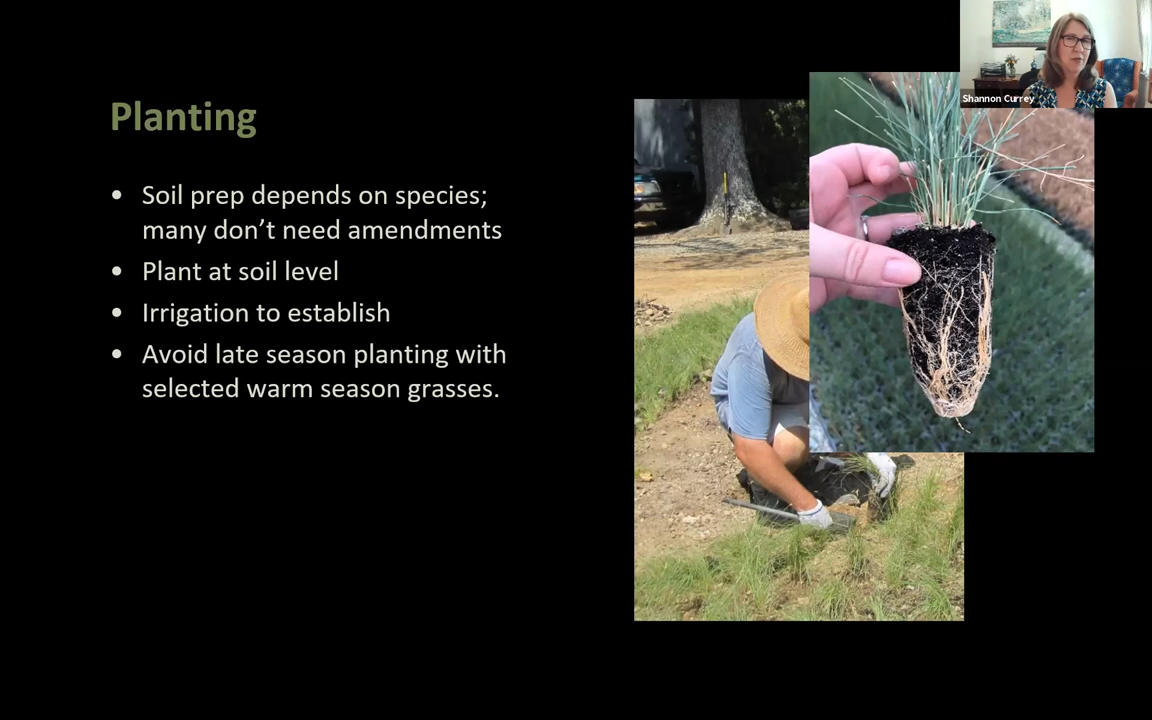 Shannon Currey
Planting
• Soil prep depends on species;
many don’t need amendments
• Plant at soil level
• Irrigation to establish
• Avoid late season planting with
selected warm season grasses.